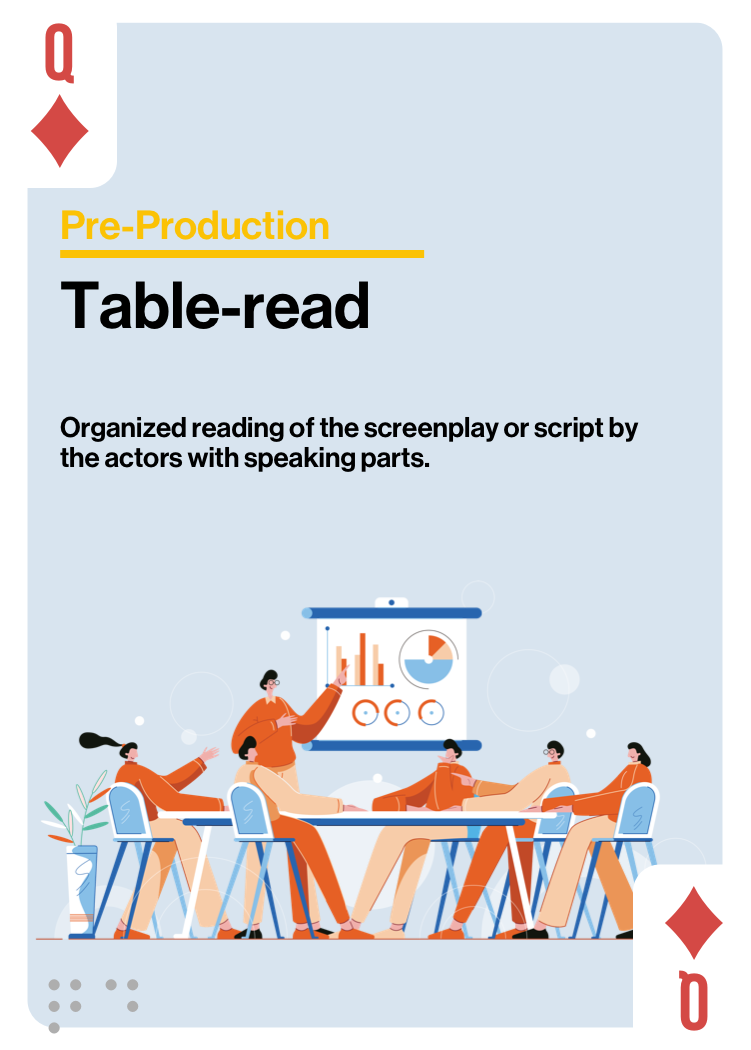 Q
Pre-Production
Table-read
Organized reading of the screenplay or script by
the actors with speaking parts.
Q